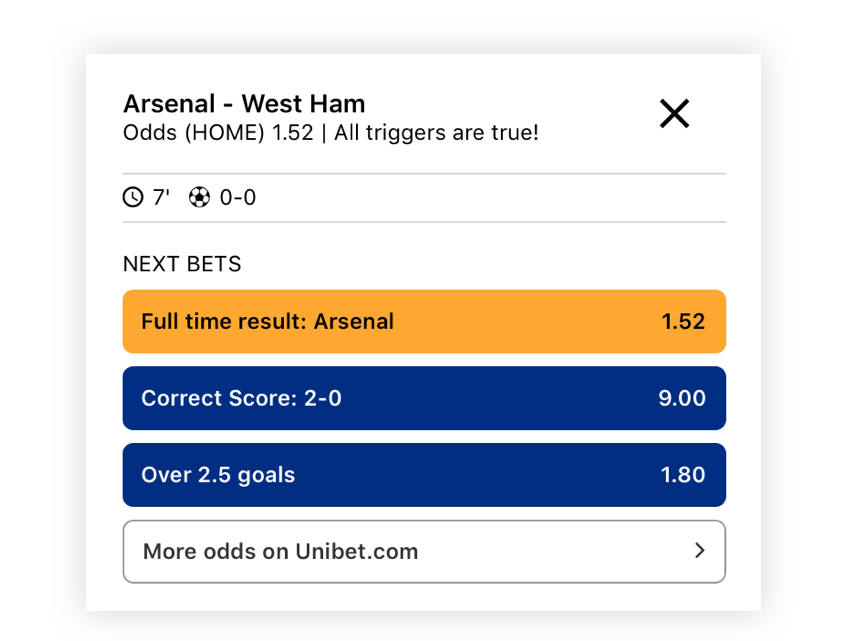 Arsenal - West Ham
Odds (HOME) 1.52 | All triggers are true!
7' 0-0
NEXT BETS
Full time result: Arsenal 1.52
Correct Score: 2-0 9.00
Over 2.5 goals 1.80
More odds on Unibet.com